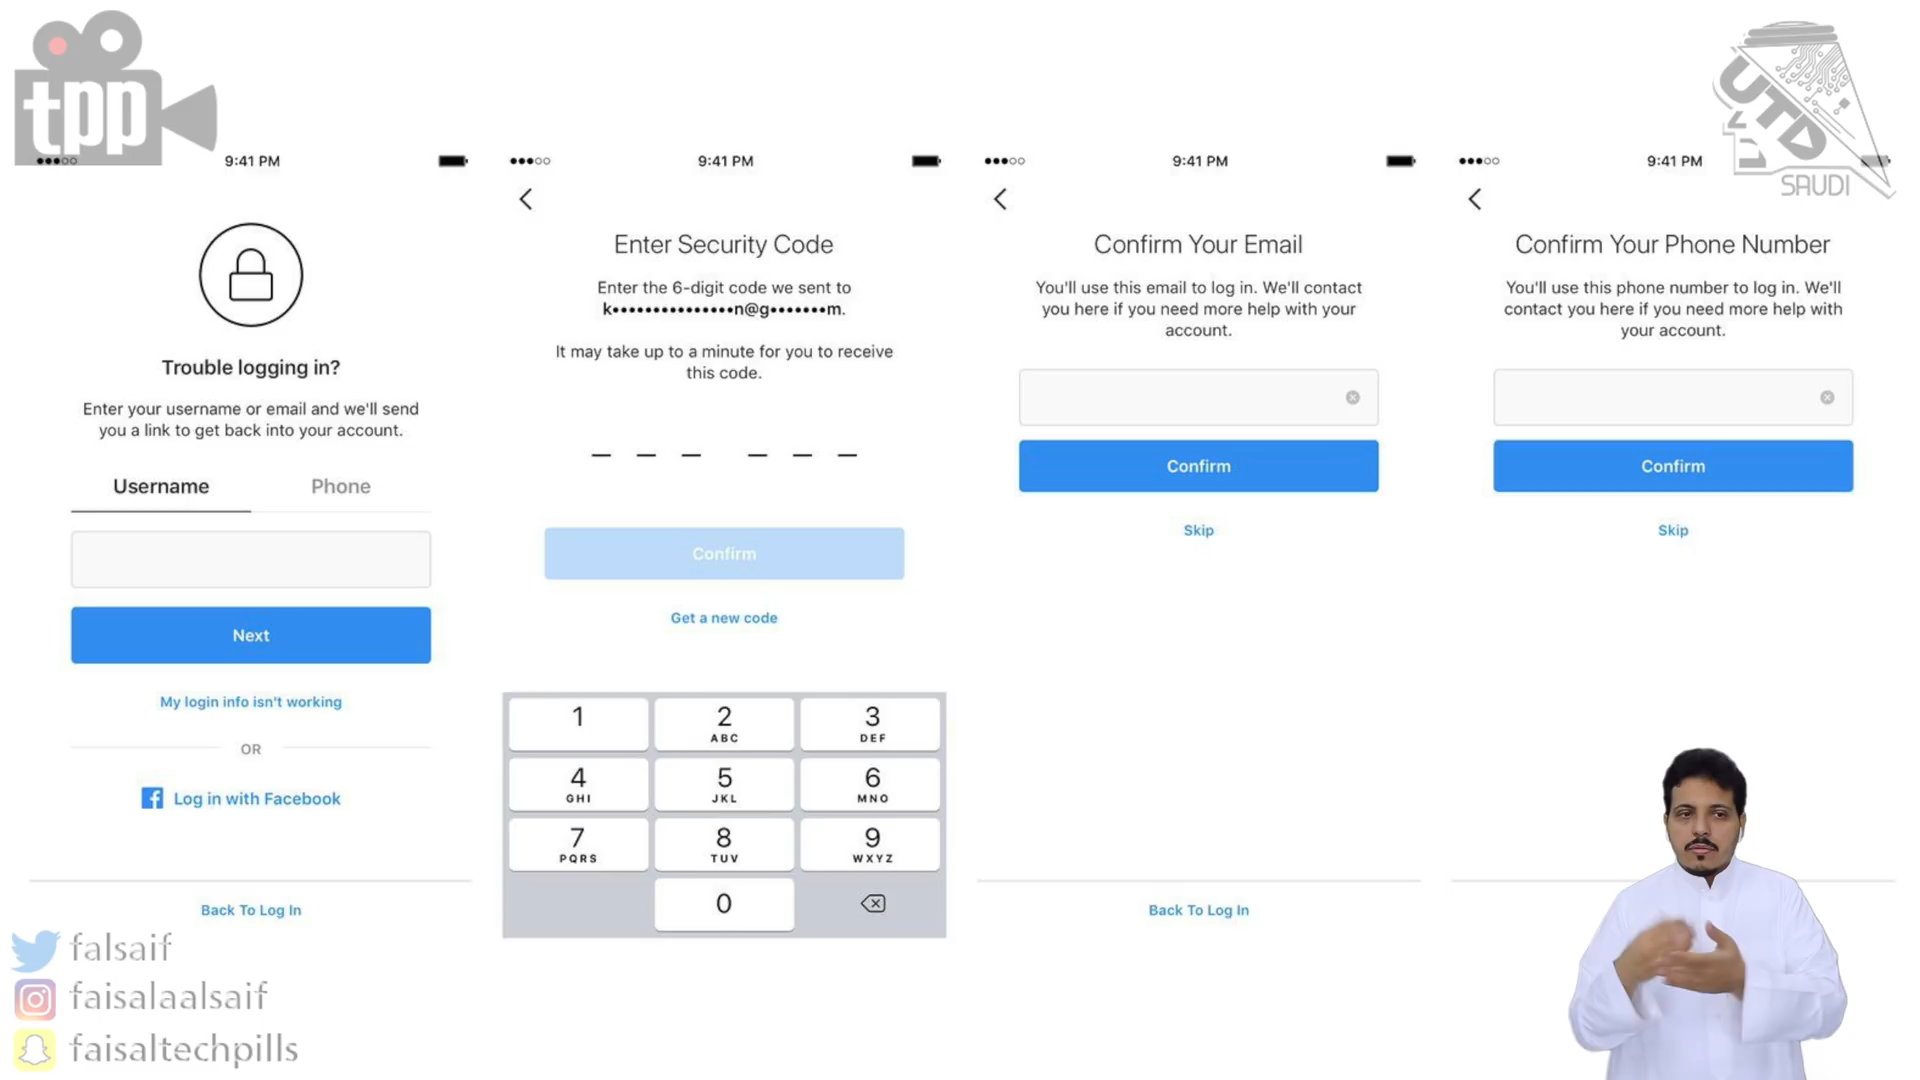 tpp
UTD
SAUDI
9:41 PM
Trouble logging in?
Enter your username or email and we'll send
you a link to get back into your account.
Username
Phone
Next
My login info isn't working
OR
Log in with Facebook
Back To Log In
9:41 PM
Enter Security Code
Enter the 6-digit code we sent to
k•••••••••••••••n@g•••••••m.
It may take up to a minute for you to receive
this code.
Confirm
Get a new code
1
2
ABC
3
DEF
4
GHI
5
JKL
6
MNO
7
PQRS
8
TUV
9
WXYZ
0
9:41 PM
Confirm Your Email
You'll use this email to log in. We'll contact
you here if you need more help with your
account.
Confirm
Skip
Back To Log In
9:41 PM
Confirm Your Phone Number
You'll use this phone number to log in. We'll
contact you here if you need more help with
your account.
Confirm
Skip
falsaif
faisalaalsaif
faisaltechpills